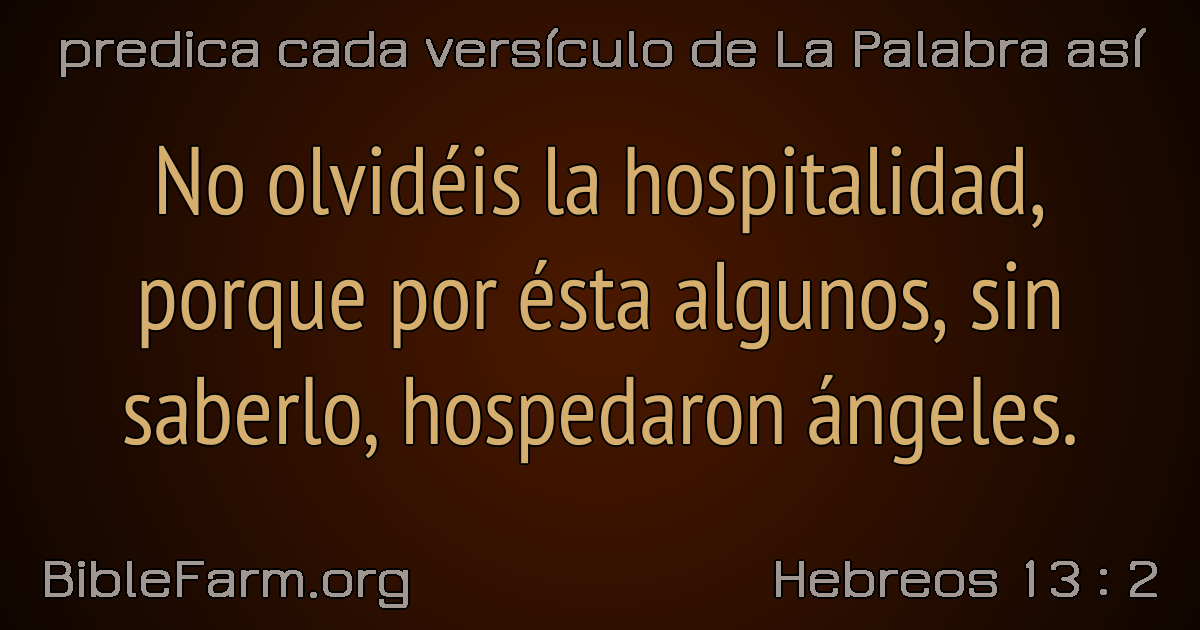 predica cada versículo de La Palabra así
No olvidéis la hospitalidad,
porque por ésta algunos, sin
saberlo, hospedaron ángeles.
BibleFarm.org
Hebreos 13 : 2